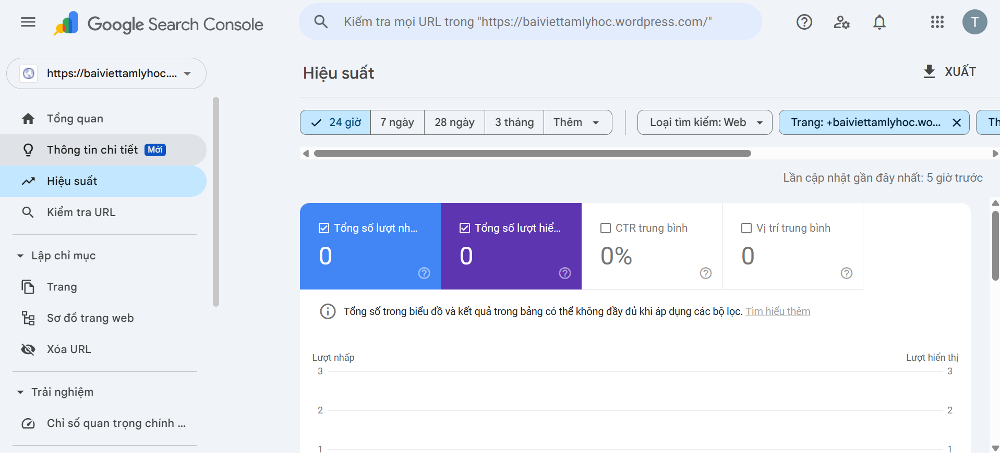 Google Search Console
Kiểm tra mọi URL trong "https://baiviettamlyhoc.wordpress.com/"
T
https://baiviettamlyhoc....
Tổng quan
Thông tin chi tiết Mới
Hiệu suất
Kiểm tra URL
Lập chỉ mục
Trang
Sơ đồ trang web
Xóa URL
Trải nghiệm
Chỉ số quan trọng chính ...
Hiệu suất
XUẤT
24 giờ 7 ngày 28 ngày 3 tháng Thêm Loại tìm kiếm: Web Trang: +baiviettamlyhoc.wo... Th
Lần cập nhật gần đây nhất: 5 giờ trước
Tổng số lượt nh... Tổng số lượt hiể... CTR trung bình Vị trí trung bình
0 0 0% 0
Tổng số trong biểu đồ và kết quả trong bảng có thể không đầy đủ khi áp dụng các bộ lọc. Tìm hiểu thêm
Lượt nhấp Lượt hiển thị
3 3
2 2
1 1